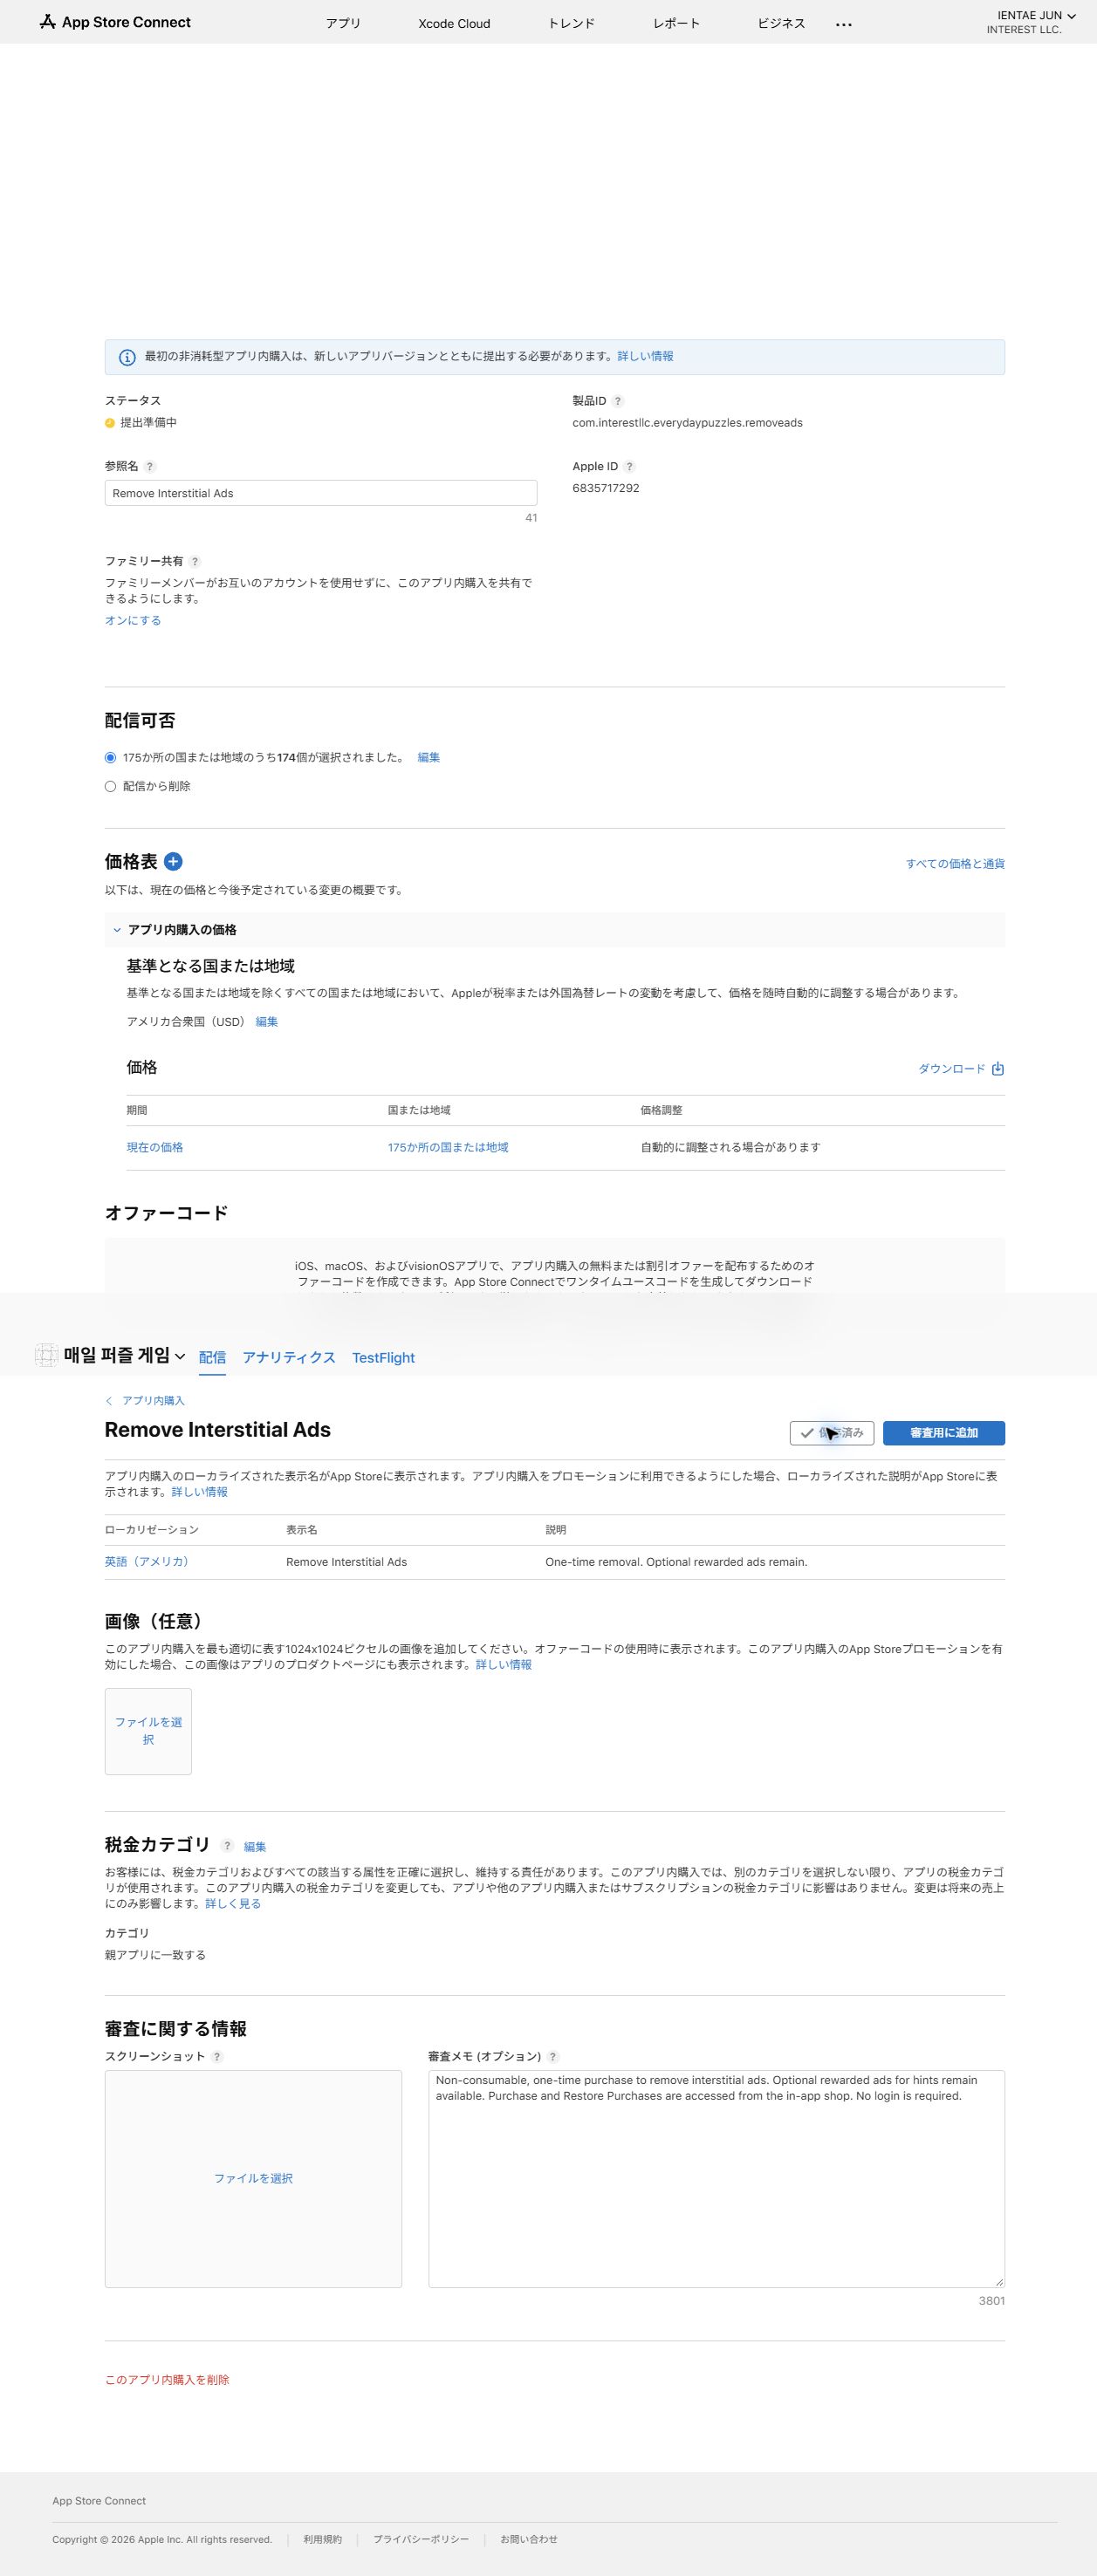 App Store Connect
アプリ
Xcode Cloud
トレンド
レポート
ビジネス
IENTAE JUN
INTEREST LLC.
最初の非消耗型アプリ内購入は、新しいアプリバージョンとともに提出する必要があります。詳しい情報
ステータス
提出準備中
製品ID ?
com.interestllc.everydaypuzzles.removeads
参照名 ?
Remove Interstitial Ads
41
Apple ID ?
6835717292
ファミリー共有 ?
ファミリーメンバーがお互いのアカウントを使用せずに、このアプリ内購入を共有で
きるようにします。
オンにする
配信可否
175か所の国または地域のうち174個が選択されました。 編集
配信から削除
価格表
すべての価格と通貨
以下は、現在の価格と今後予定されている変更の概要です。
アプリ内購入の価格
基準となる国または地域
基準となる国または地域を除くすべての国または地域において、Appleが税率または外国為替レートの変動を考慮して、価格を随時自動的に調整する場合があります。
アメリカ合衆国（USD） 編集
価格
ダウンロード
期間 国または地域 価格調整
現在の価格 175か所の国または地域 自動的に調整される場合があります
オファーコード
iOS、macOS、およびvisionOSアプリで、アプリ内購入の無料または割引オファーを配布するためのオ
ファーコードを作成できます。App Store Connectでワンタイムユースコードを生成してダウンロード
매일 퍼즐 게임 配信 アナリティクス TestFlight
アプリ内購入
Remove Interstitial Ads
済み
審査用に追加
アプリ内購入のローカライズされた表示名がApp Storeに表示されます。アプリ内購入をプロモーションに利用できるようにした場合、ローカライズされた説明がApp Storeに表
示されます。詳しい情報
ローカリゼーション 表示名 説明
英語（アメリカ） Remove Interstitial Ads One-time removal. Optional rewarded ads remain.
画像（任意）
このアプリ内購入を最も適切に表す1024x1024ピクセルの画像を追加してください。オファーコードの使用時に表示されます。このアプリ内購入のApp Storeプロモーションを有
効にした場合、この画像はアプリのプロダクトページにも表示されます。詳しい情報
ファイルを選
択
税金カテゴリ ? 編集
お客様には、税金カテゴリおよびすべての該当する属性を正確に選択し、維持する責任があります。このアプリ内購入では、別のカテゴリを選択しない限り、アプリの税金カテゴ
リが使用されます。このアプリ内購入の税金カテゴリを変更しても、アプリや他のアプリ内購入またはサブスクリプションの税金カテゴリに影響はありません。変更は将来の売上
にのみ影響します。詳しく見る
カテゴリ
親アプリに一致する
審査に関する情報
スクリーンショット ?
ファイルを選択
審査メモ (オプション) ?
Non-consumable, one-time purchase to remove interstitial ads. Optional rewarded ads for hints remain
available. Purchase and Restore Purchases are accessed from the in-app shop. No login is required.
3801
このアプリ内購入を削除
App Store Connect
Copyright © 2026 Apple Inc. All rights reserved. 利用規約 プライバシーポリシー お問い合わせ